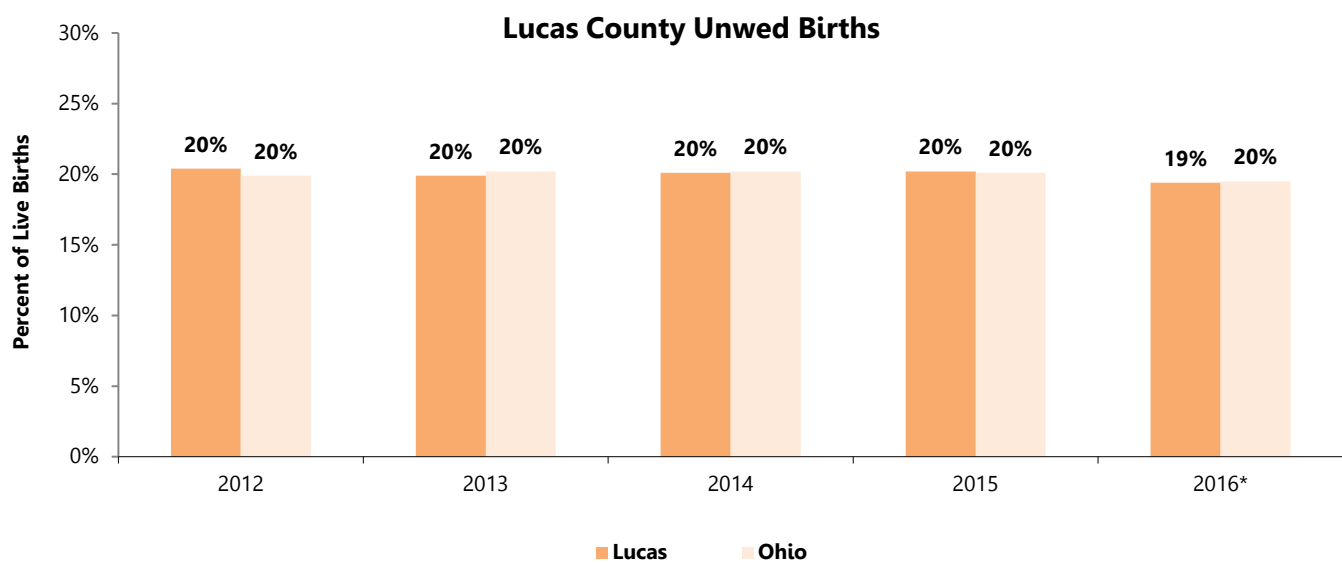 Lucas County Unwed Births
Percent of Live Births
30%
25%
20%
15%
10%
5%
0%
20% 20% 20% 20% 20% 20% 20% 20% 19% 20%
2012 2013 2014 2015 2016*
Lucas Ohio